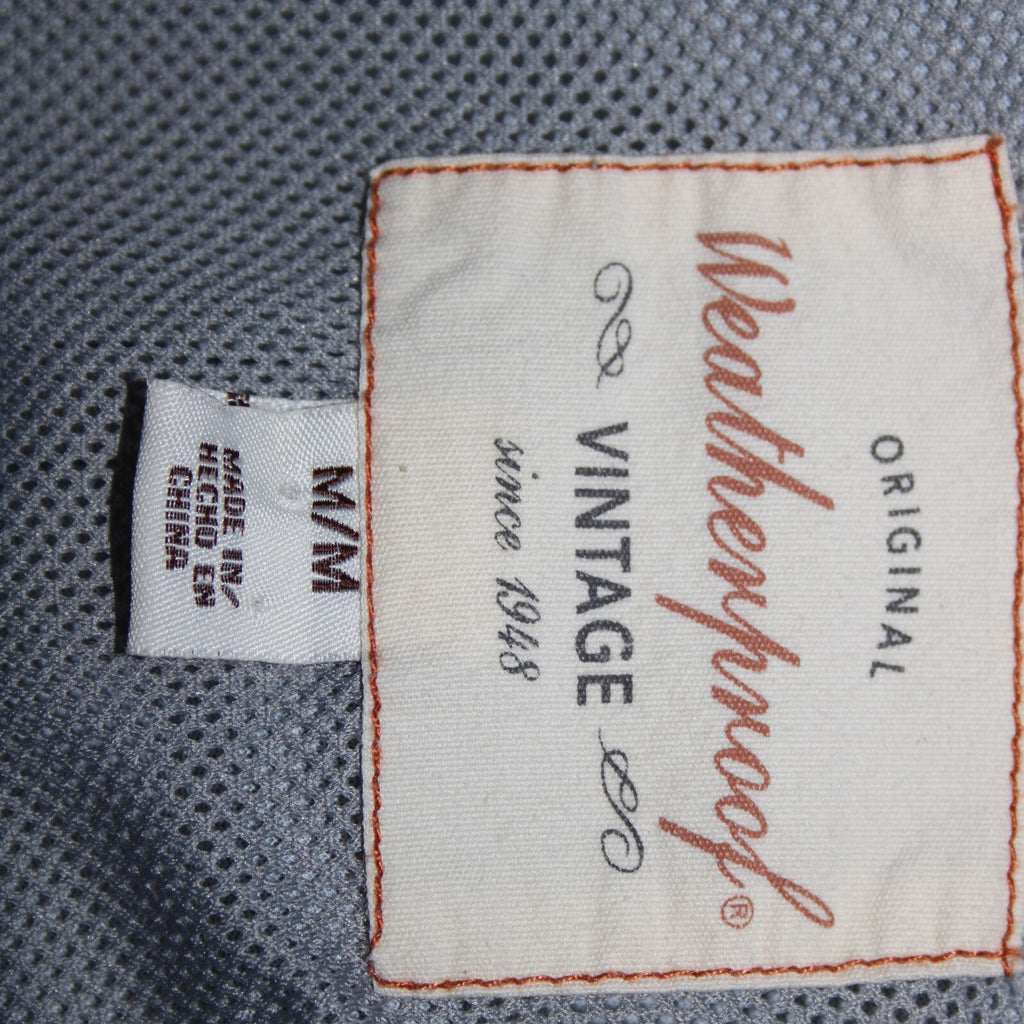 ORIGINAL
Weatherproof®
VINTAGE
since 1948
M/M
MADE IN/
HECHO EN
CHINA